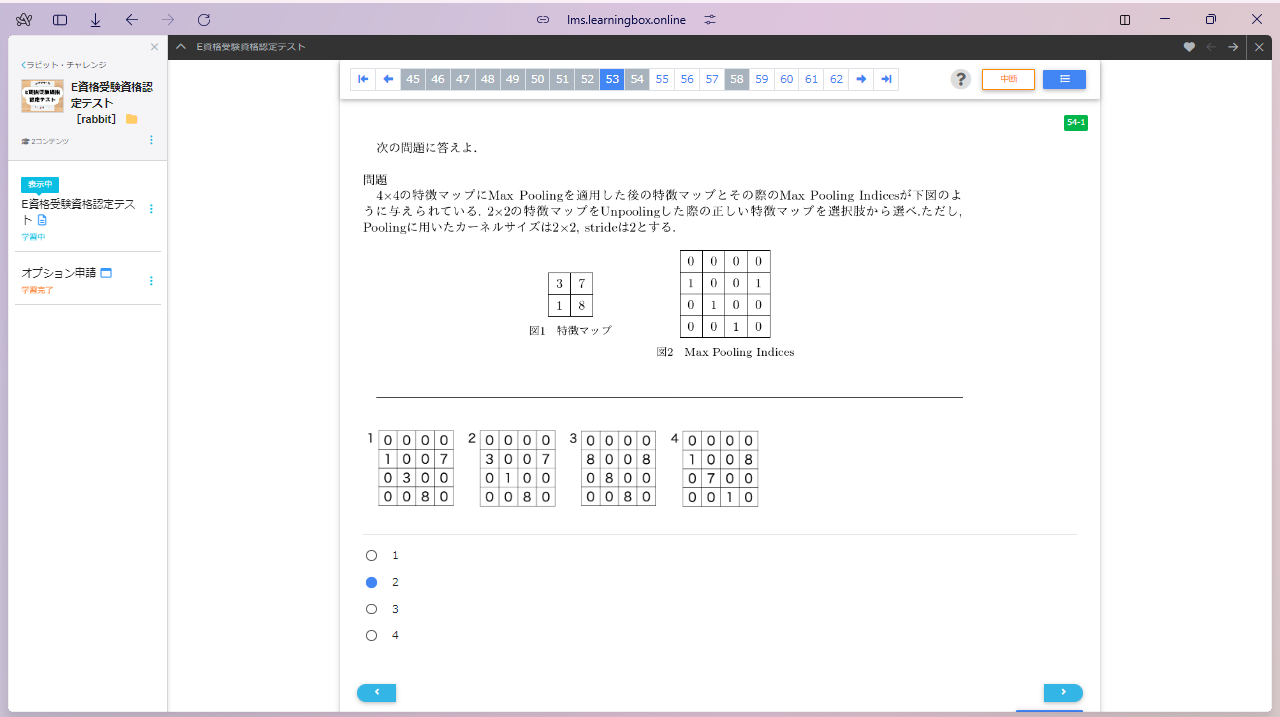 lms.learningbox.online
E資格受験資格認定テスト
ラビット・チャレンジ
E資格受験資格認定テスト［rabbit］
2コンテンツ
表示中
E資格受験資格認定テスト
学習中
オプション申請
学習完了
45 46 47 48 49 50 51 52 53 54 55 56 57 58 59 60 61 62
?
中断
54-1
次の問題に答えよ.
問題
4×4の特徴マップにMax Poolingを適用した後の特徴マップとその際のMax Pooling Indicesが下図のよ
うに与えられている. 2×2の特徴マップをUnpoolingした際の正しい特徴マップを選択肢から選べ.ただし,
Poolingに用いたカーネルサイズは2×2, strideは2とする.
3 7
1 8
図1 特徴マップ
0 0 0 0
1 0 0 1
0 1 0 0
0 0 1 0
図2 Max Pooling Indices
1
0 0 0 0
1 0 0 7
0 3 0 0
0 0 8 0
2
0 0 0 0
3 0 0 7
0 1 0 0
0 0 8 0
3
0 0 0 0
8 0 0 8
0 8 0 0
0 0 8 0
4
0 0 0 0
1 0 0 8
0 7 0 0
0 0 1 0
1
2
3
4